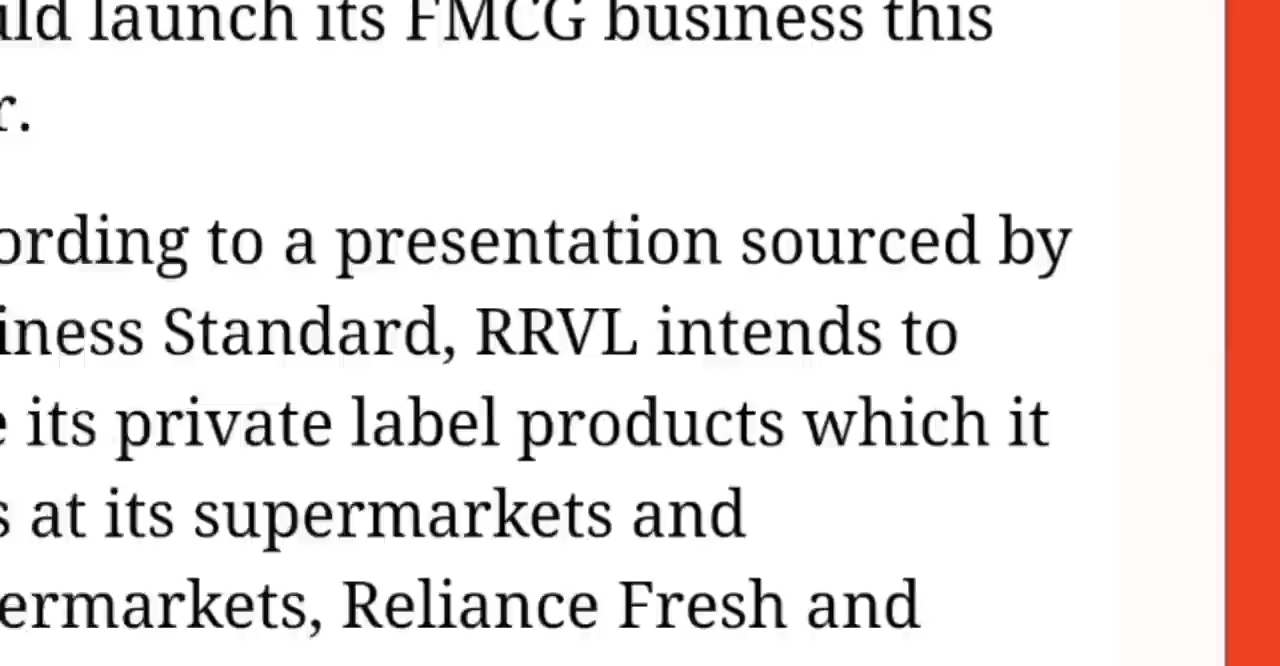 uld launch its FMCG business this
r.
ording to a presentation sourced by
iness Standard, RRVL intends to
e its private label products which it
s at its supermarkets and
ermarkets, Reliance Fresh and